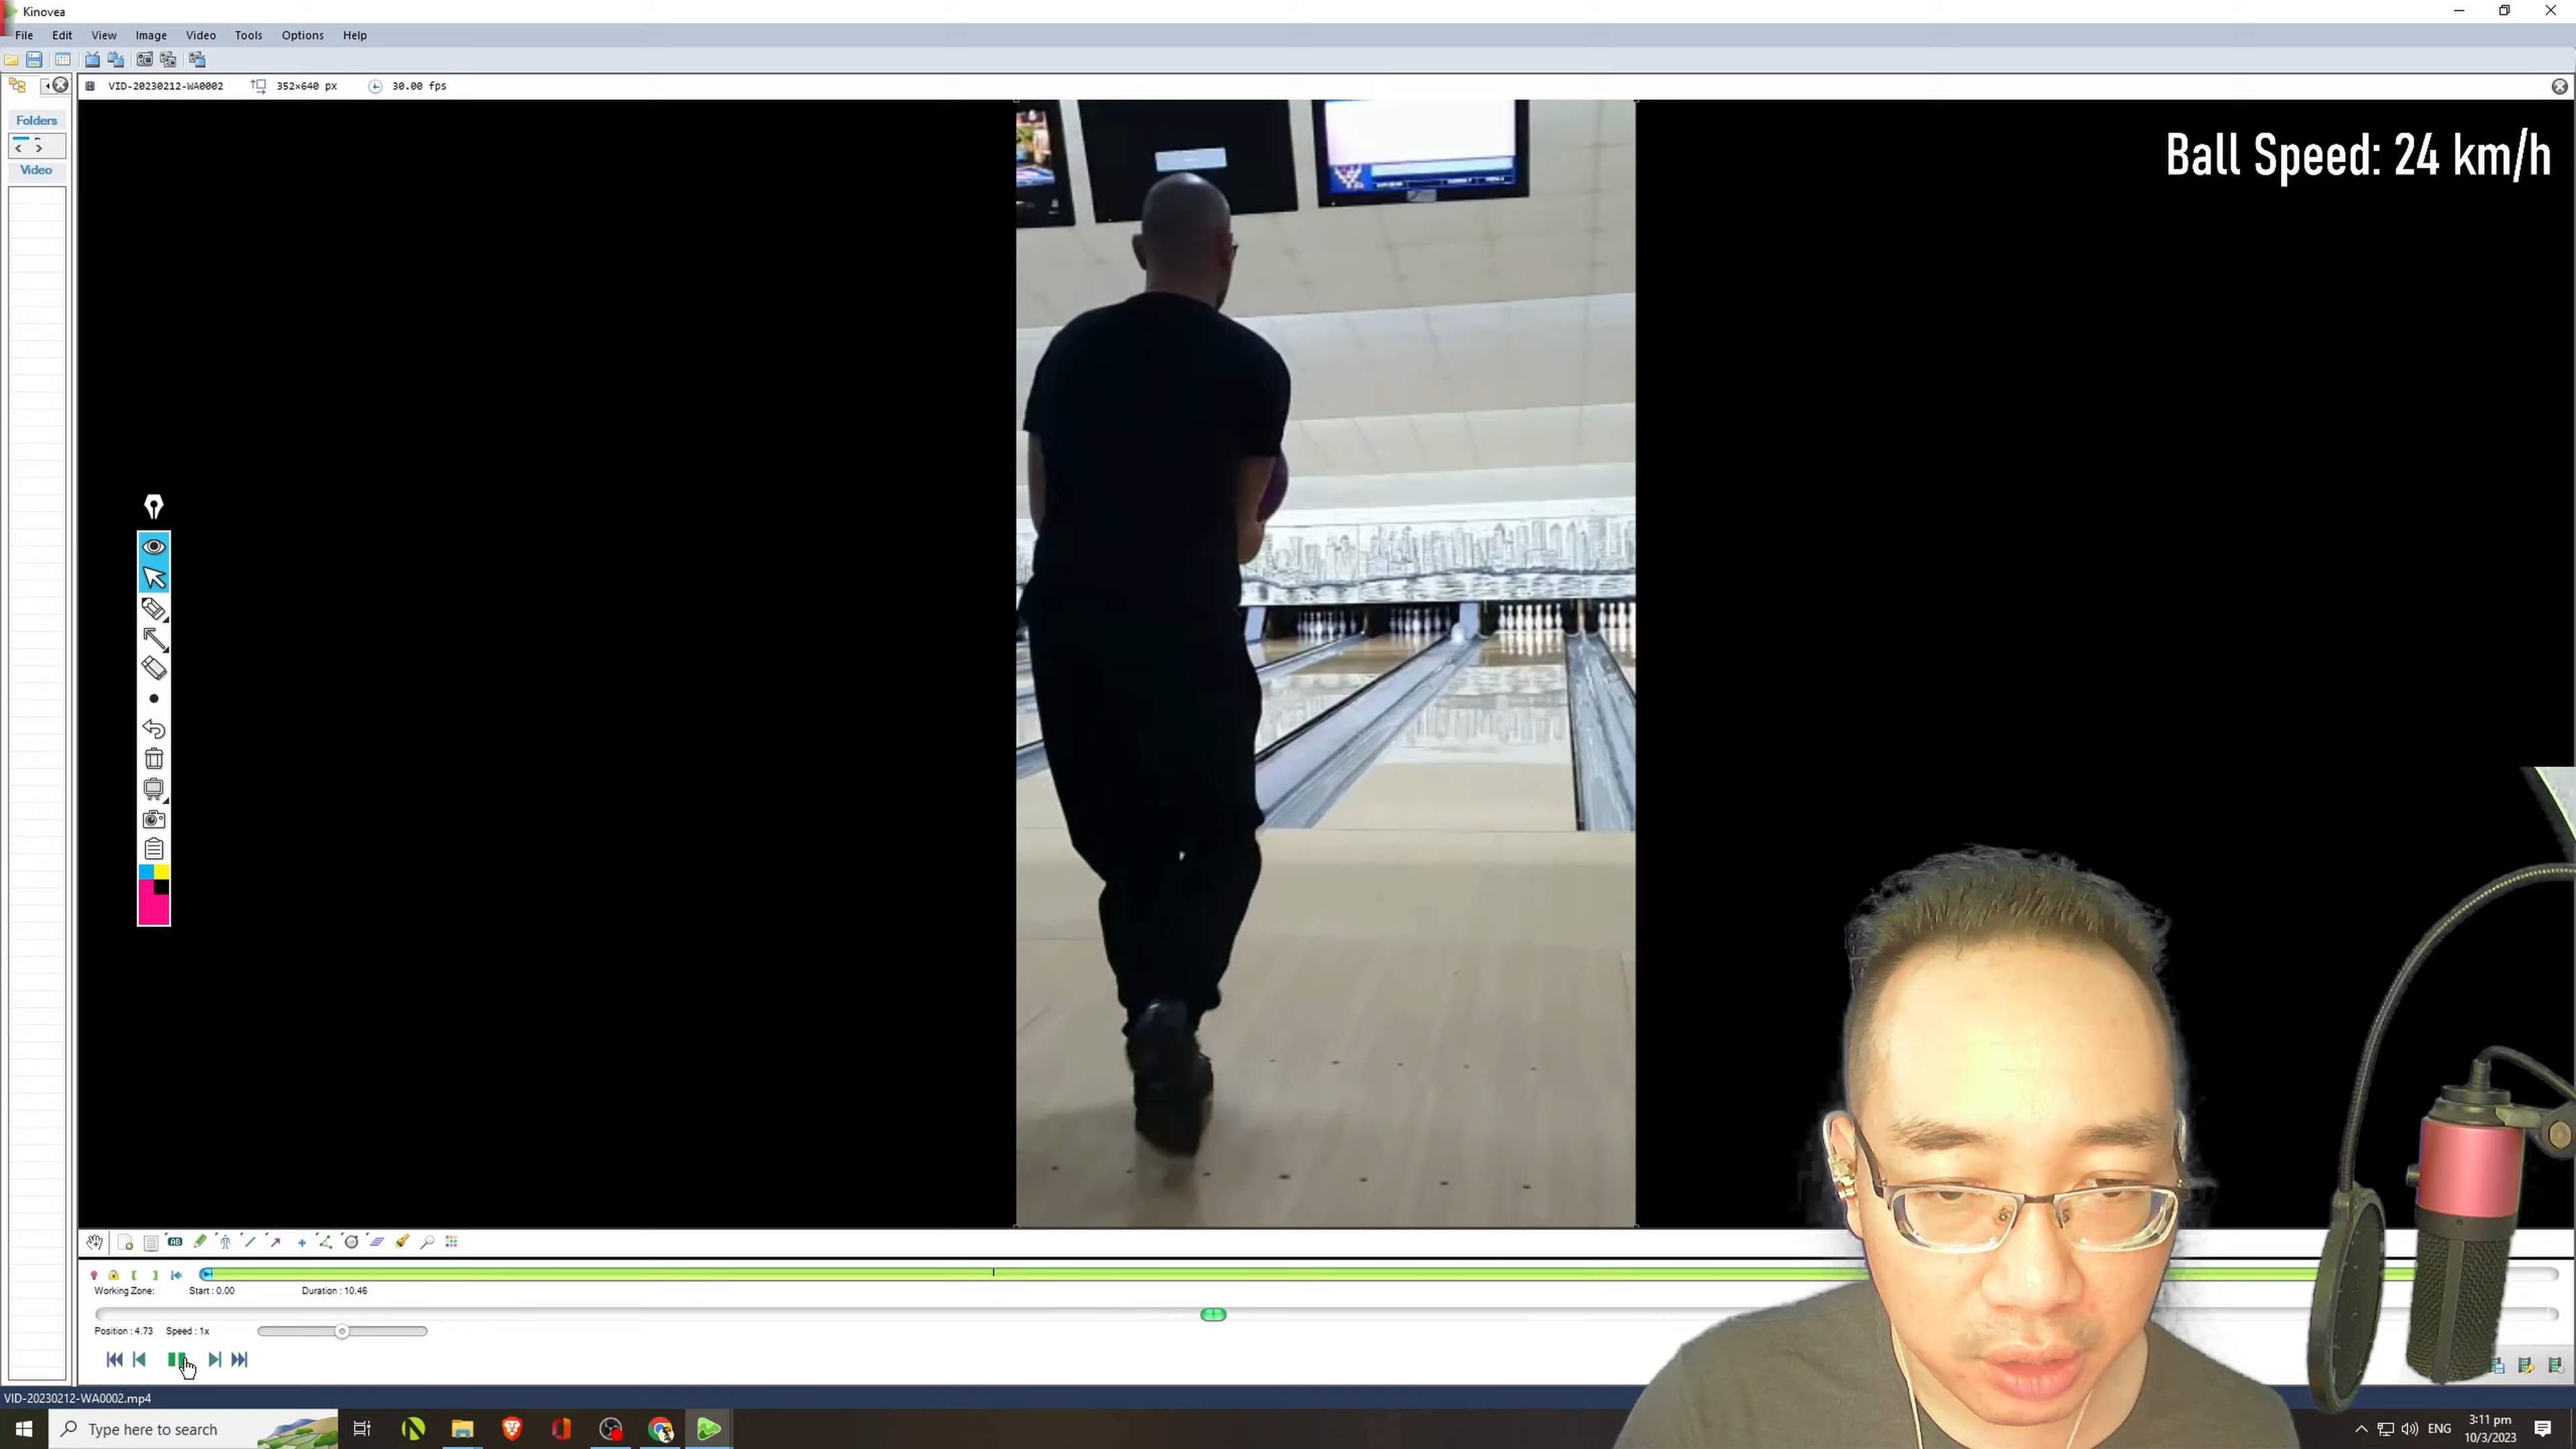 Kinovea
File Edit View Image Video Tools Options Help
VID-20230212-WA0002 352×640 px 30.00 fps
Folders
Video
Ball Speed: 24 km/h
AB
Working Zone: Start : 0.00 Duration : 10.46
Position : 4.73 Speed : 1x
VID-20230212-WA0002.mp4
Type here to search
ENG
3:11 pm
10/3/2023